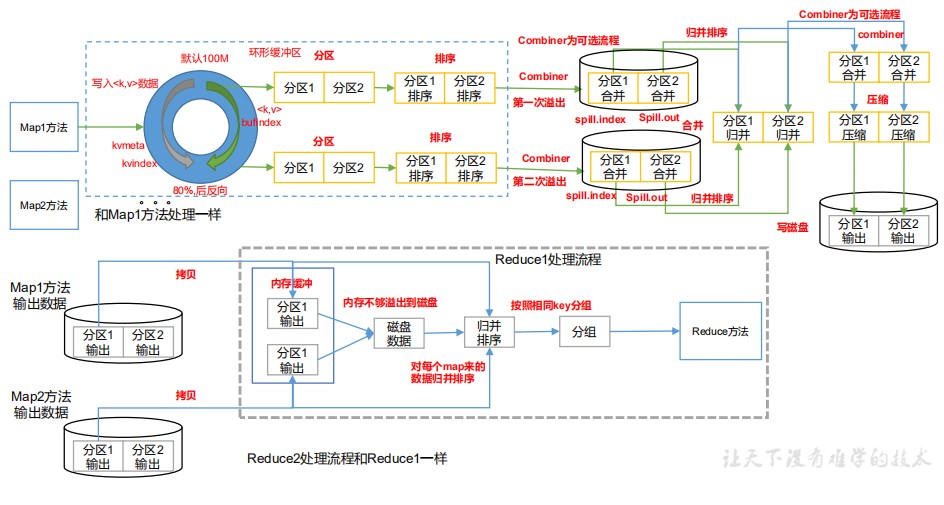 Combiner为可选流程
Combiner为可选流程
归并排序
combiner
默认100M
环形缓冲区
分区
排序
写入<k,v>数据
分区1
分区2
分区1
排序
分区2
排序
Combiner
第一次溢出
分区1
合并
分区2
合并
spill.index
Spill.out
分区1
合并
分区2
合并
压缩
Map1方法
<k,v>
bufindex
kvmeta
kvindex
合并
分区1
归并
分区2
归并
分区1
压缩
分区2
压缩
分区
排序
分区1
分区2
分区1
排序
分区2
排序
Combiner
第二次溢出
分区1
合并
分区2
合并
spill.index
Spill.out
归并排序
80%,后反向
Map2方法
。。。
和Map1方法处理一样
写磁盘
分区1
输出
分区2
输出
Reduce1处理流程
拷贝
Map1方法
输出数据
分区1
输出
分区2
输出
内存缓冲
分区1
输出
分区1
输出
内存不够溢出到磁盘
磁盘
数据
归并
排序
对每个map来的
数据归并排序
按照相同key分组
分组
Reduce方法
Map2方法
输出数据
拷贝
分区1
输出
分区2
输出
Reduce2处理流程和Reduce1一样
让天下没有难学的技术